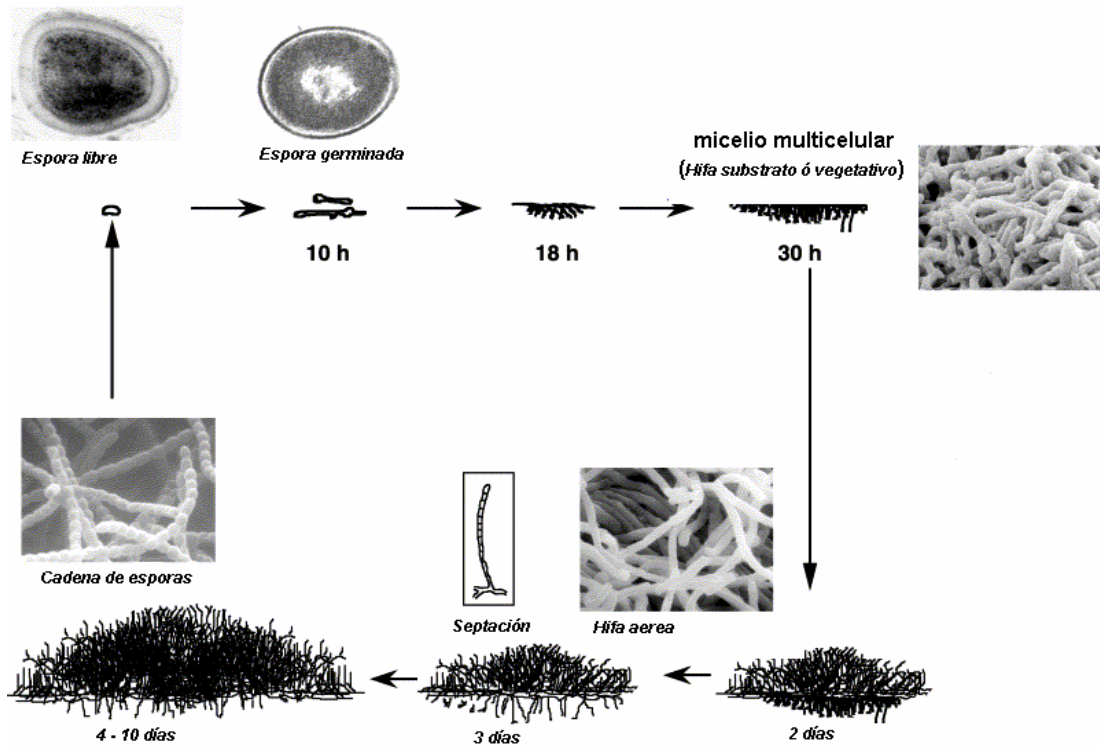 Espora libre
Espora germinada
micelio multicelular
(Hifa substrato ó vegetativo)
10 h
18 h
30 h
Cadena de esporas
Septación
Hifa aerea
4 - 10 días
3 días
2 días